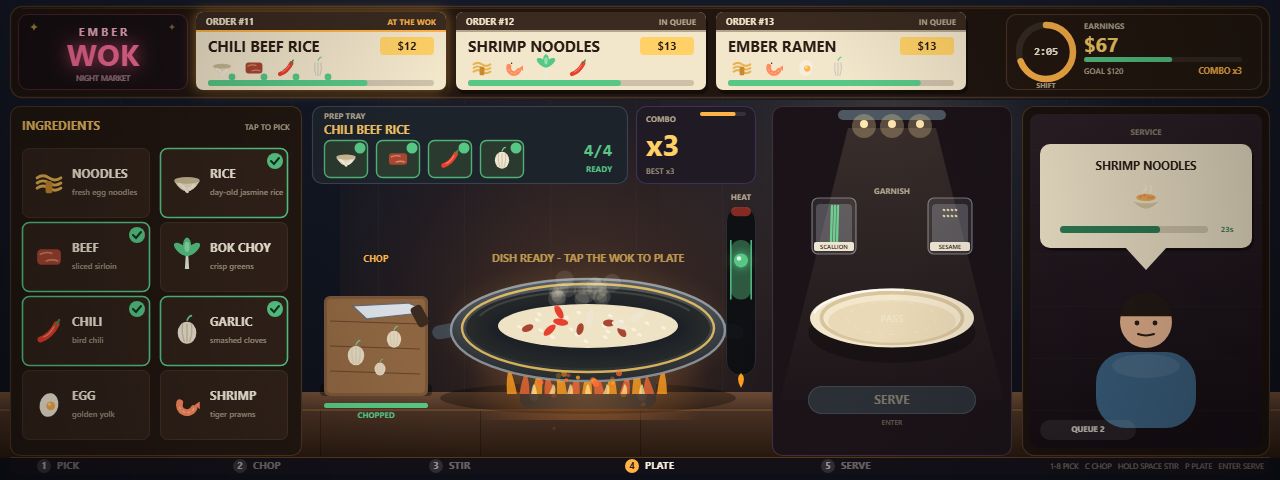 EMBER
WOK
NIGHT MARKET
ORDER #11
AT THE WOK
CHILI BEEF RICE
$12
ORDER #12
IN QUEUE
SHRIMP NOODLES
$13
ORDER #13
IN QUEUE
EMBER RAMEN
$13
2:05
SHIFT
EARNINGS
$67
GOAL $120
COMBO x3
INGREDIENTS
TAP TO PICK
NOODLES
fresh egg noodles
RICE
day-old jasmine rice
BEEF
sliced sirloin
BOK CHOY
crisp greens
CHILI
bird chili
GARLIC
smashed cloves
EGG
golden yolk
SHRIMP
tiger prawns
PREP TRAY
CHILI BEEF RICE
4/4
READY
COMBO
x3
BEST x3
HEAT
CHOP
CHOPPED
DISH READY - TAP THE WOK TO PLATE
GARNISH
SCALLION
SESAME
PASS
SERVE
ENTER
SERVICE
SHRIMP NOODLES
23s
QUEUE 2
1 PICK
2 CHOP
3 STIR
4 PLATE
5 SERVE
1-8 PICK C CHOP HOLD SPACE STIR P PLATE ENTER SERVE